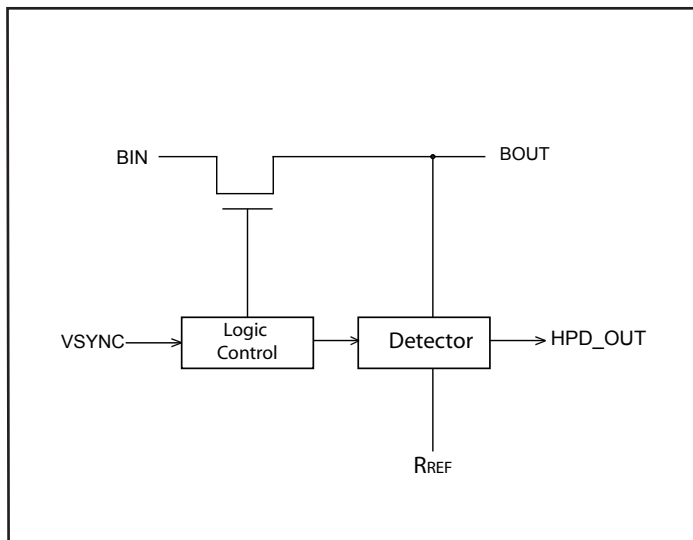 BIN
BOUT
VSYNC
Logic
Control
Detector
HPD_OUT
RREF